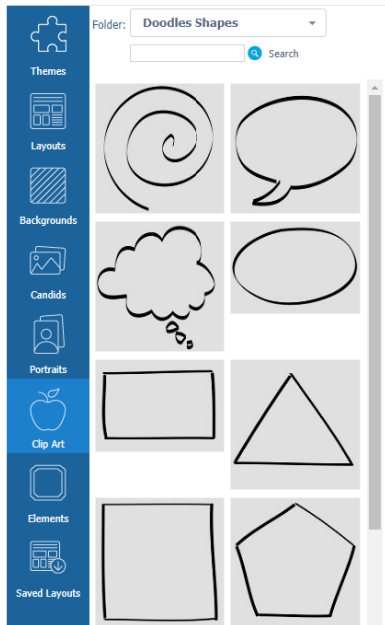 Folder: Doodles Shapes
Search
Themes
Layouts
Backgrounds
Candids
Portraits
Clip Art
Elements
Saved Layouts